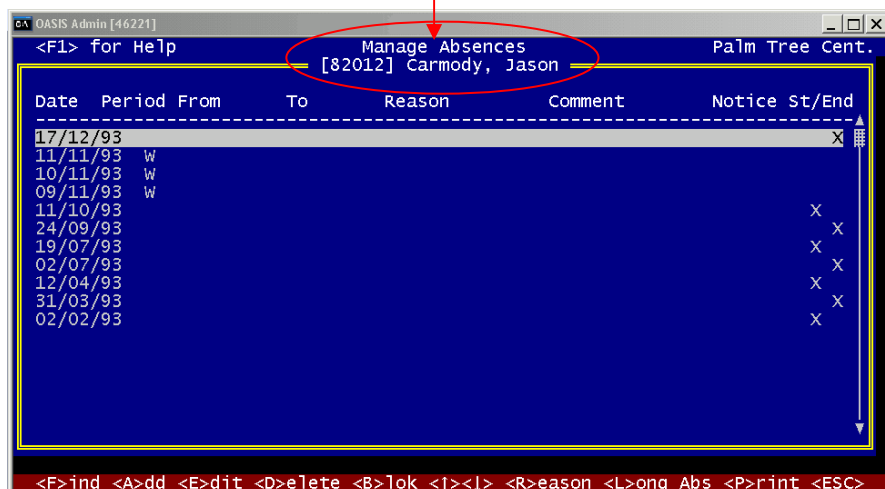 OASIS Admin [46221]
<F1> for Help Manage Absences Palm Tree Cent.
[82012] Carmody, Jason
Date Period From To Reason Comment Notice St/End
17/12/93 X
11/11/93 W
10/11/93 W
09/11/93 W
11/10/93 X
24/09/93 X
19/07/93 X
02/07/93 X
12/04/93 X
31/03/93 X
02/02/93 X
<F>ind <A>dd <E>dit <D>elete <B>lok <↑><↓> <R>eason <L>ong Abs <P>rint <ESC>